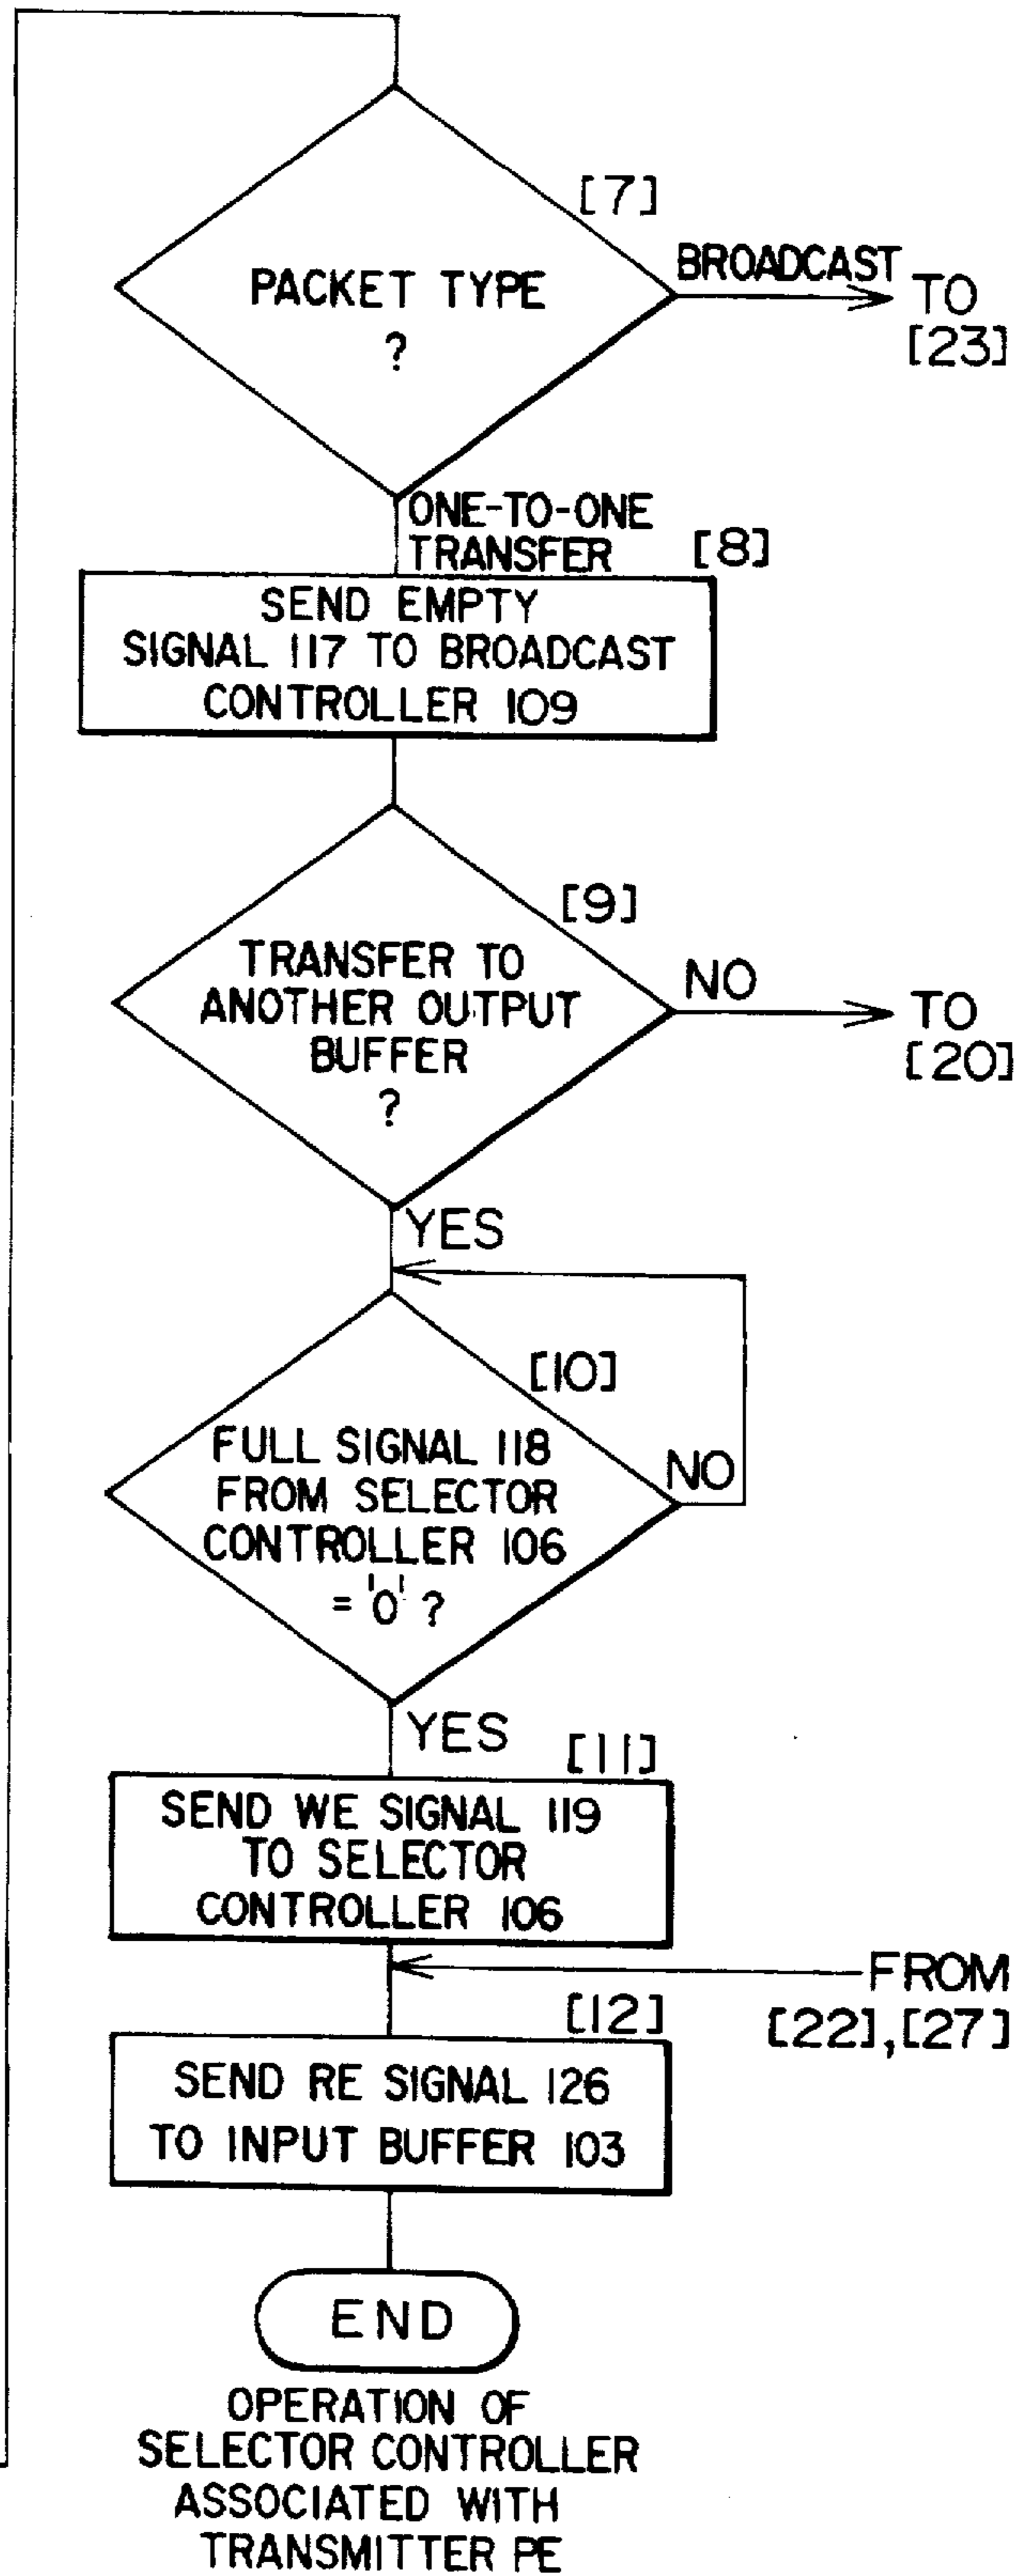 [7]
PACKET TYPE
?
BROADCAST
TO
[23]
ONE-TO-ONE
TRANSFER
[8]
SEND EMPTY
SIGNAL 117 TO BROADCAST
CONTROLLER 109
[9]
TRANSFER TO
ANOTHER OUTPUT
BUFFER
?
NO
TO
[20]
YES
[10]
FULL SIGNAL 118
FROM SELECTOR
CONTROLLER 106
= '0' ?
NO
YES
[11]
SEND WE SIGNAL 119
TO SELECTOR
CONTROLLER 106
FROM
[22],[27]
[12]
SEND RE SIGNAL 126
TO INPUT BUFFER 103
END
OPERATION OF
SELECTOR CONTROLLER
ASSOCIATED WITH
TRANSMITTER PE